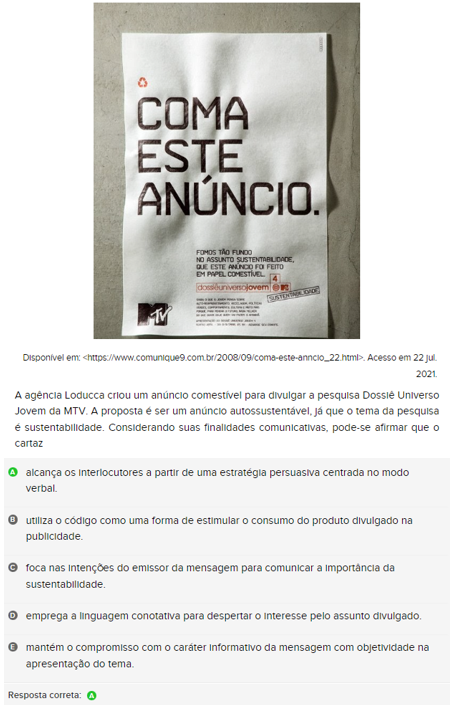 COMA
ESTE
ANÚNCIO.
FOMOS TÃO FUNDO
NO ASSUNTO SUSTENTABILIDADE,
QUE ESTE ANÚNCIO FOI FEITO
EM PAPEL COMESTÍVEL.
dossiêuniversojovem 4
SUSTENTABILIDADE
MTV
Disponível em: <https://www.comunique9.com.br/2008/09/coma-este-anncio_22.html>. Acesso em 22 jul.
2021.
A agência Loducca criou um anúncio comestível para divulgar a pesquisa Dossiê Universo
Jovem da MTV. A proposta é ser um anúncio autossustentável, já que o tema da pesquisa
é sustentabilidade. Considerando suas finalidades comunicativas, pode-se afirmar que o
cartaz
A alcança os interlocutores a partir de uma estratégia persuasiva centrada no modo
verbal.
B utiliza o código como uma forma de estimular o consumo do produto divulgado na
publicidade.
C foca nas intenções do emissor da mensagem para comunicar a importância da
sustentabilidade.
D emprega a linguagem conotativa para despertar o interesse pelo assunto divulgado.
E mantém o compromisso com o caráter informativo da mensagem com objetividade na
apresentação do tema.
Resposta correta: A